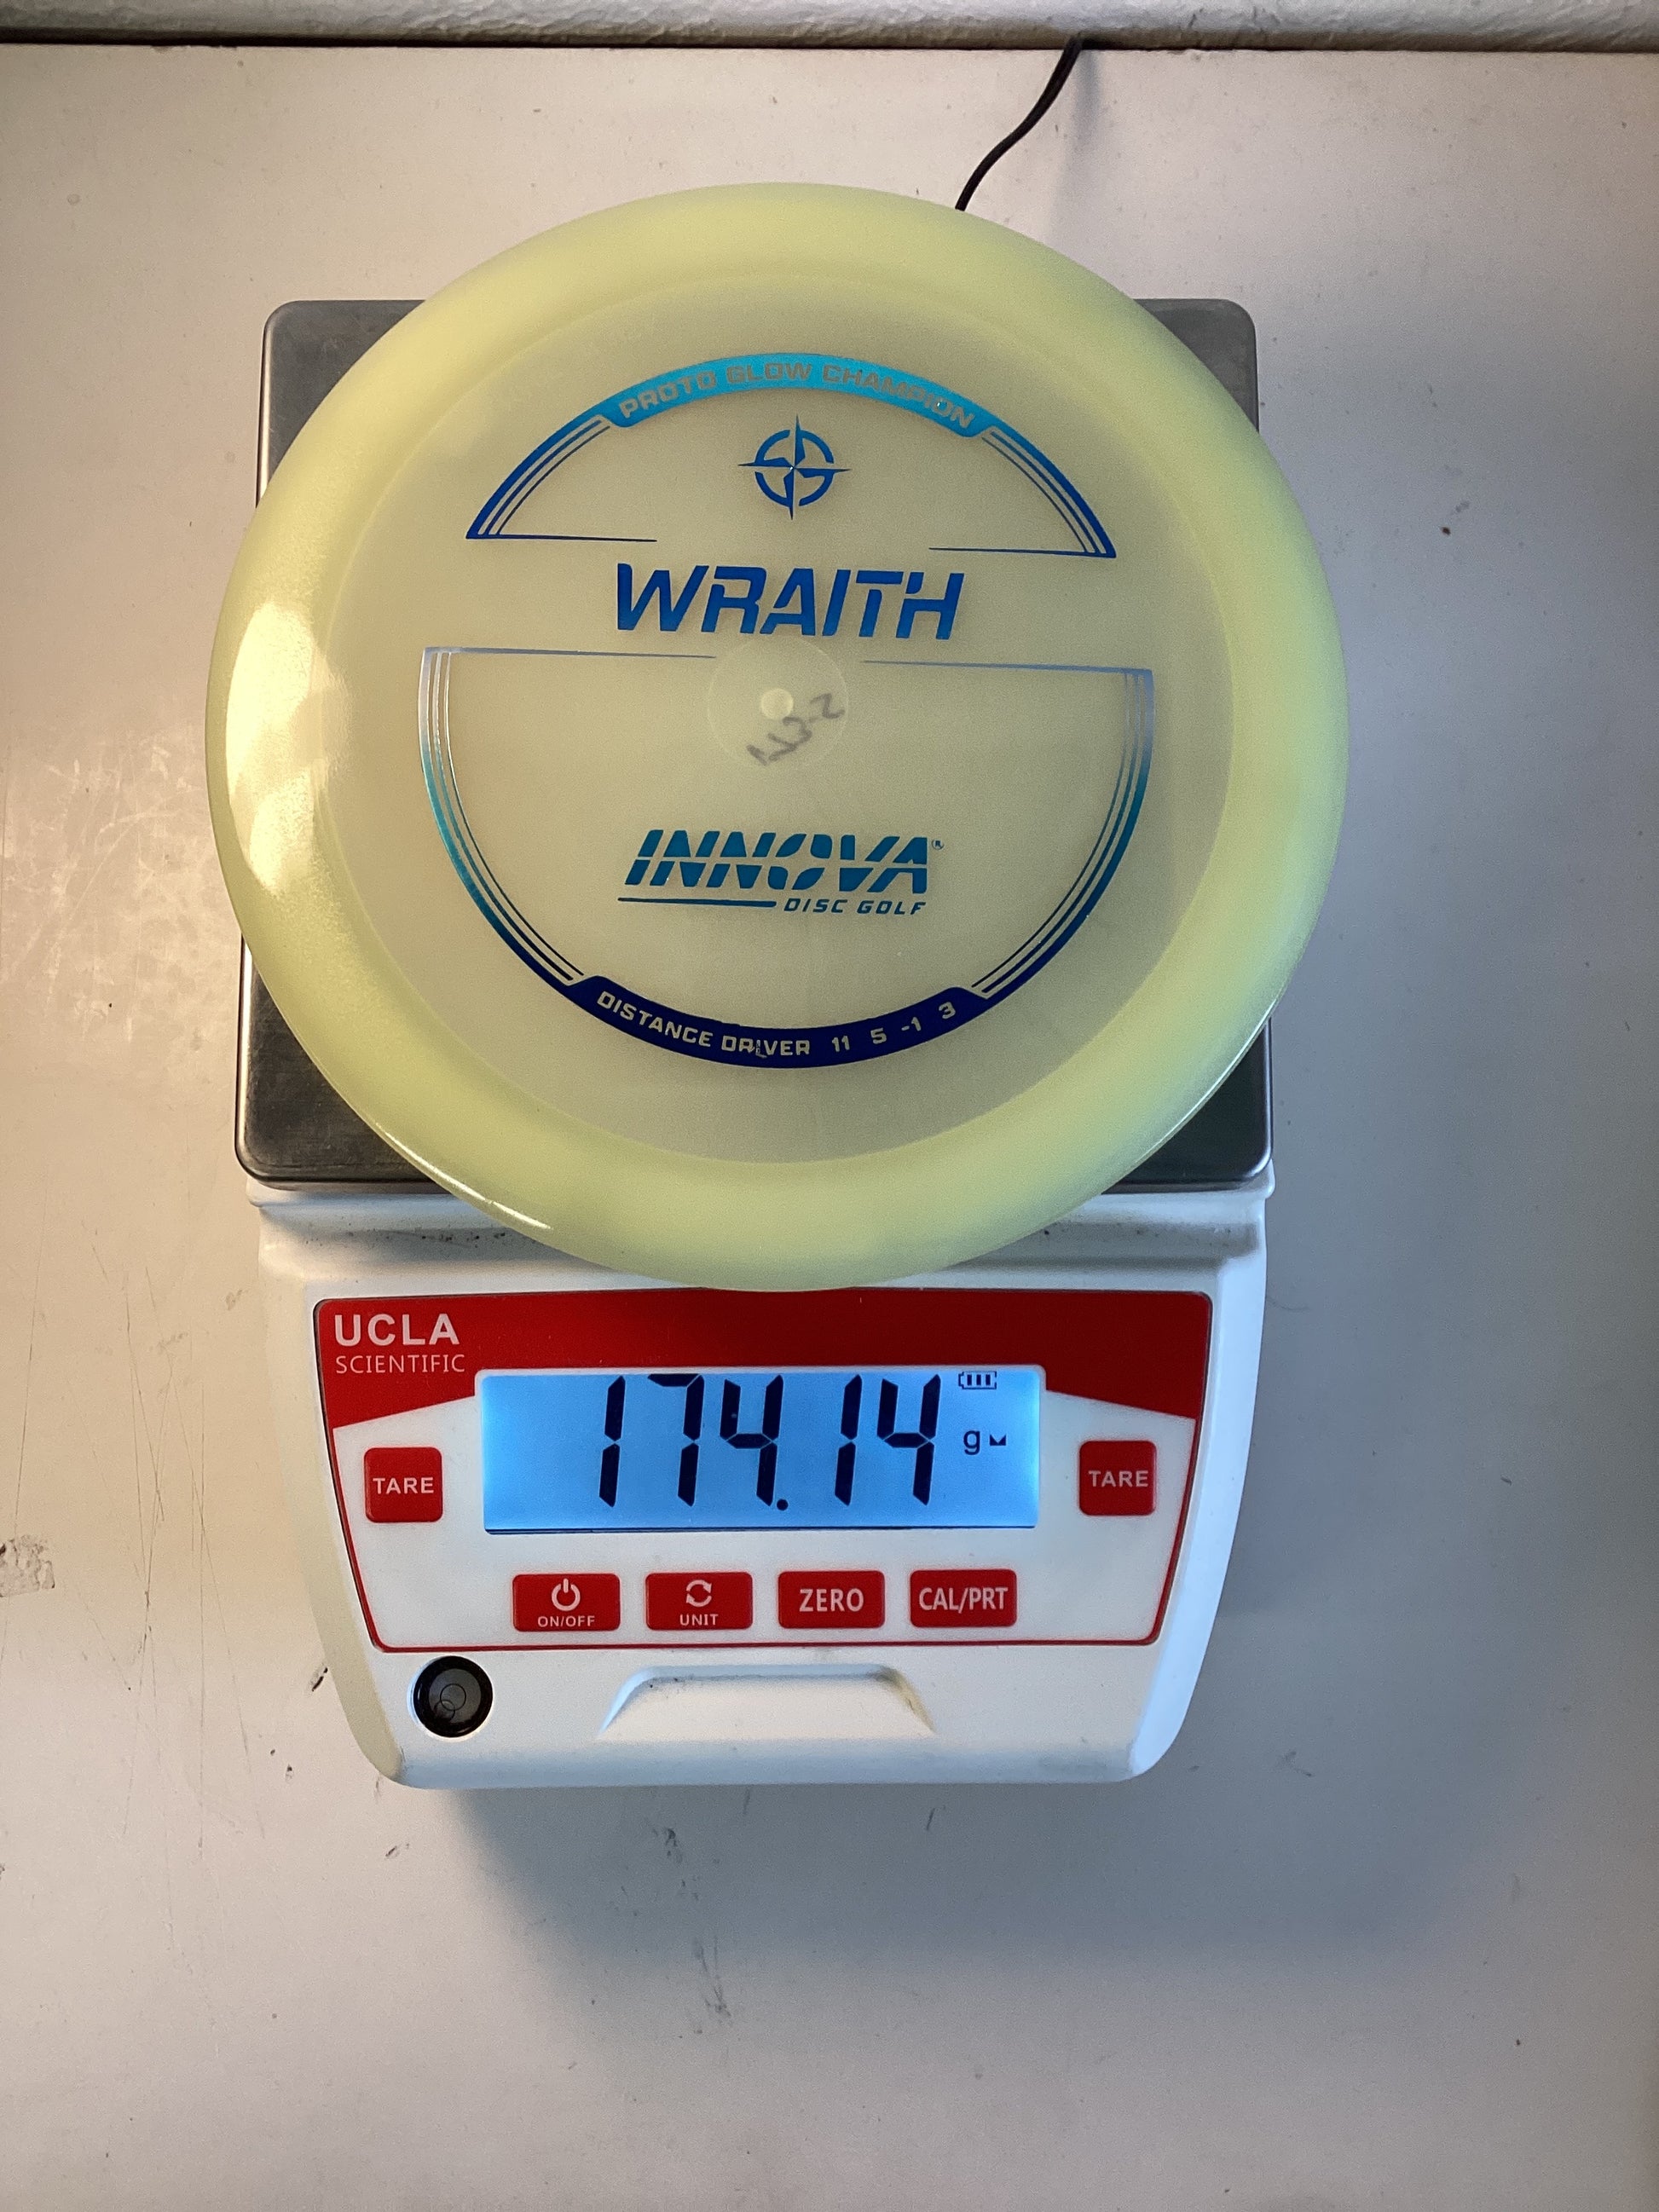 PROTO GLOW CHAMPION
WRAITH
INNOVA®
DISC GOLF
DISTANCE DRIVER 11 5 -1 3
UCLA
SCIENTIFIC
174.14 g
TARE
TARE
ON/OFF
UNIT
ZERO
CAL/PRT